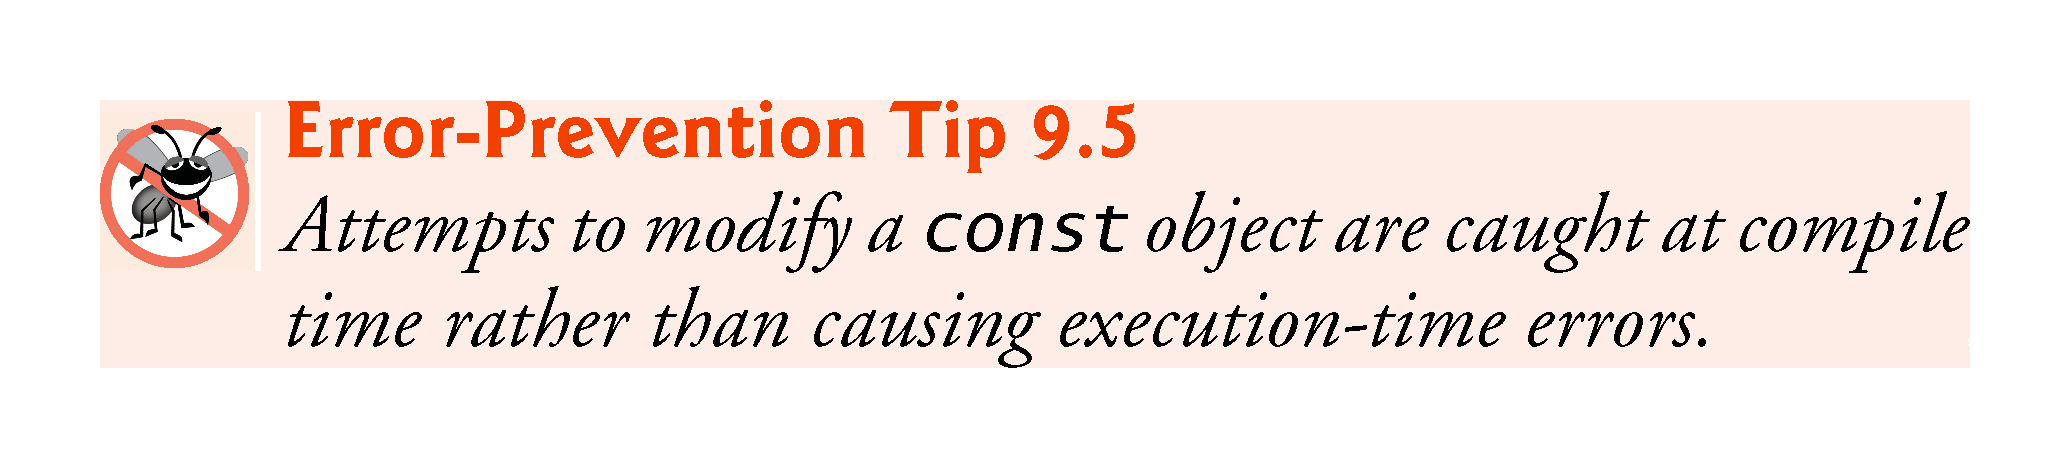 Error-Prevention Tip 9.5
Attempts to modify a const object are caught at compile
time rather than causing execution-time errors.